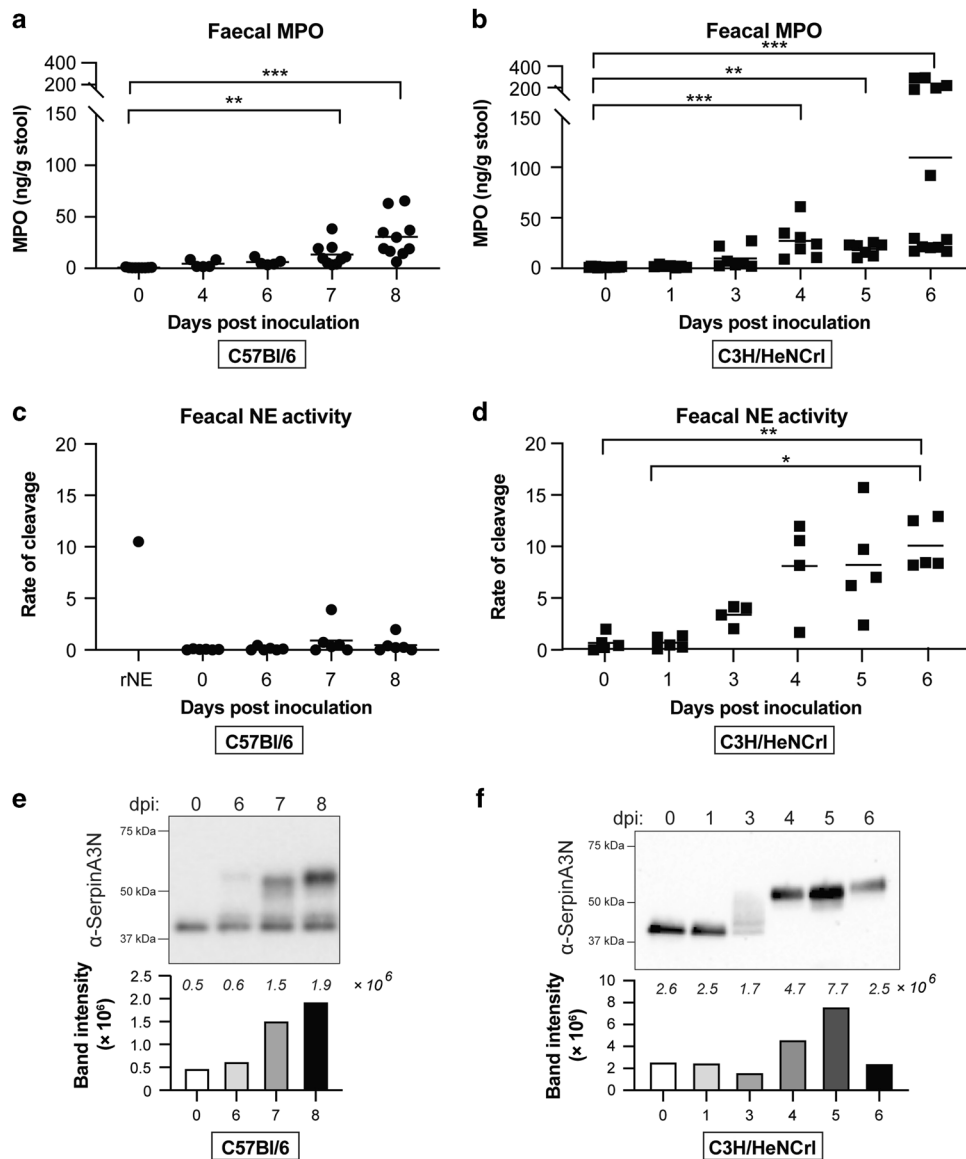 a
Faecal MPO
400
200
150
100
50
0
MPO (ng/g stool)
***
**
0 4 6 7 8
Days post inoculation
C57Bl/6
b
Feacal MPO
400
200
150
100
50
0
MPO (ng/g stool)
***
**
***
0 1 3 4 5 6
Days post inoculation
C3H/HeNCrl
c
Feacal NE activity
20
15
10
5
0
Rate of cleavage
rNE 0 6 7 8
Days post inoculation
C57Bl/6
d
Feacal NE activity
20
15
10
5
0
Rate of cleavage
**
*
0 1 3 4 5 6
Days post inoculation
C3H/HeNCrl
e
dpi: 0 6 7 8
75 kDa
50 kDa
37 kDa
α-SerpinA3N
0.5 0.6 1.5 1.9 × 10⁶
2.5
2.0
1.5
1.0
0.5
0
Band intensity
(× 10⁶)
0 6 7 8
C57Bl/6
f
dpi: 0 1 3 4 5 6
75 kDa
50 kDa
37 kDa
α-SerpinA3N
2.6 2.5 1.7 4.7 7.7 2.5 × 10⁶
10
8
6
4
2
0
Band intensity
(× 10⁶)
0 1 3 4 5 6
C3H/HeNCrl